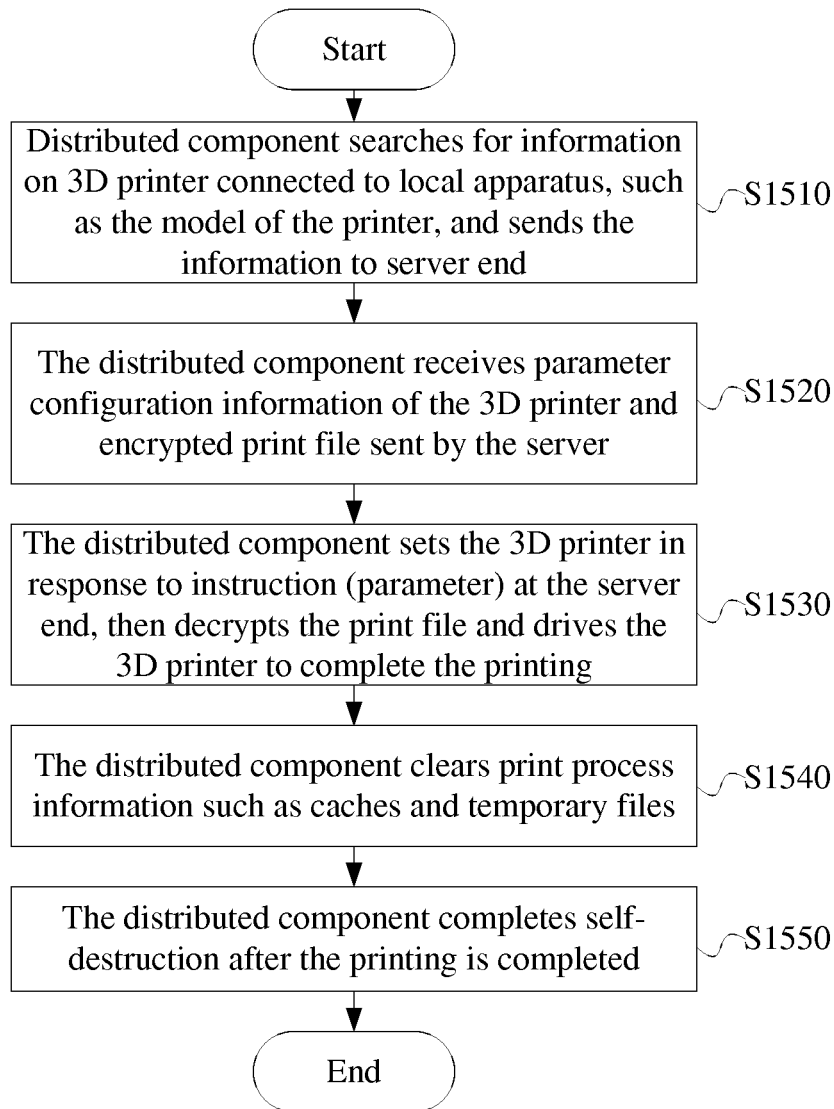 Start
Distributed component searches for information
on 3D printer connected to local apparatus, such
as the model of the printer, and sends the
information to server end
S1510
The distributed component receives parameter
configuration information of the 3D printer and
encrypted print file sent by the server
S1520
The distributed component sets the 3D printer in
response to instruction (parameter) at the server
end, then decrypts the print file and drives the
3D printer to complete the printing
S1530
The distributed component clears print process
information such as caches and temporary files
S1540
The distributed component completes self-
destruction after the printing is completed
S1550
End